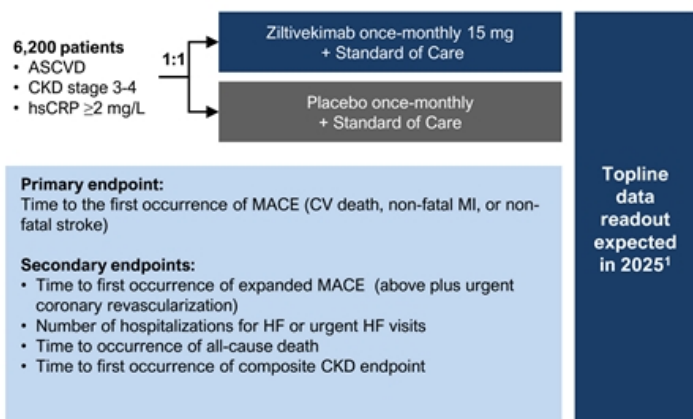 6,200 patients
• ASCVD
• CKD stage 3-4
• hsCRP ≥2 mg/L
1:1
Ziltivekimab once-monthly 15 mg
+ Standard of Care
Placebo once-monthly
+ Standard of Care
Primary endpoint:
Time to the first occurrence of MACE (CV death, non-fatal MI, or non-
fatal stroke)
Secondary endpoints:
• Time to first occurrence of expanded MACE (above plus urgent
coronary revascularization)
• Number of hospitalizations for HF or urgent HF visits
• Time to occurrence of all-cause death
• Time to first occurrence of composite CKD endpoint
Topline
data
readout
expected
in 2025¹